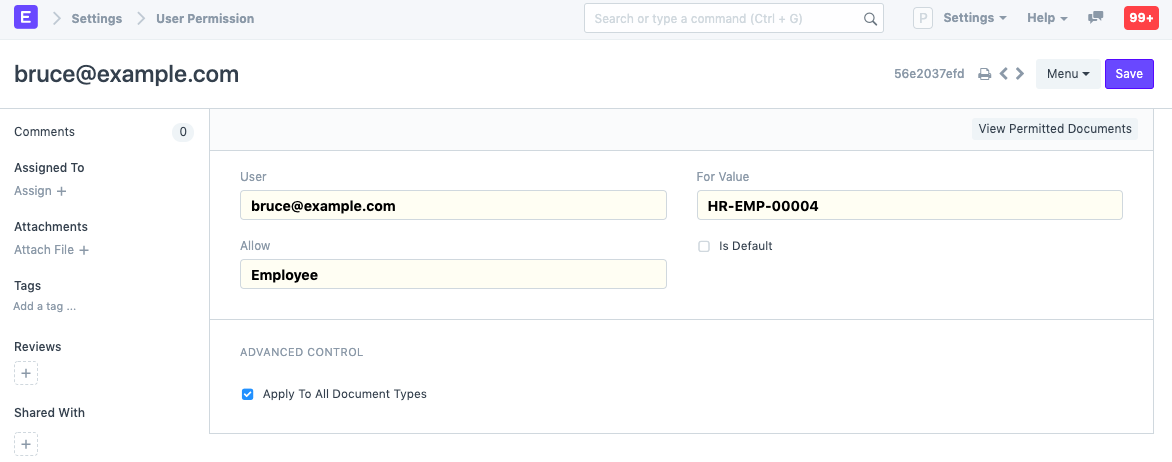 E Settings User Permission Search or type a command (Ctrl + G) P Settings Help 99+
bruce@example.com 56e2037efd Menu Save
Comments 0
View Permitted Documents
Assigned To
Assign +
Attachments
Attach File +
Tags
Add a tag ...
Reviews
+
Shared With
+
User
bruce@example.com
Allow
Employee
For Value
HR-EMP-00004
Is Default
ADVANCED CONTROL
Apply To All Document Types